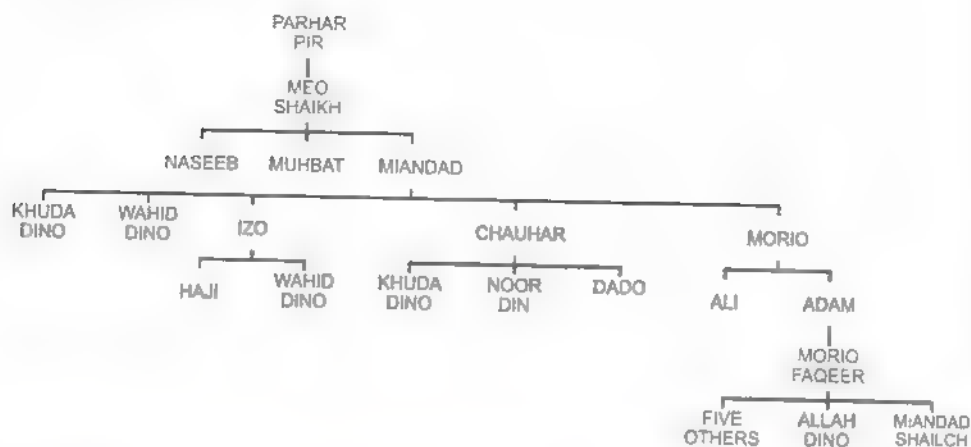 PARHAR
PIR
MEO
SHAIKH
NASEEB MUHBAT MIANDAD
KHUDA
DINO
WAHID
DINO
IZO
CHAUHAR
MORIO
HAJI
WAHID
DINO
KHUDA
DINO
NOOR
DIN
DADO
ALI
ADAM
MORIO
FAQEER
FIVE
OTHERS
ALLAH
DINO
MIANDAD
SHAILCH